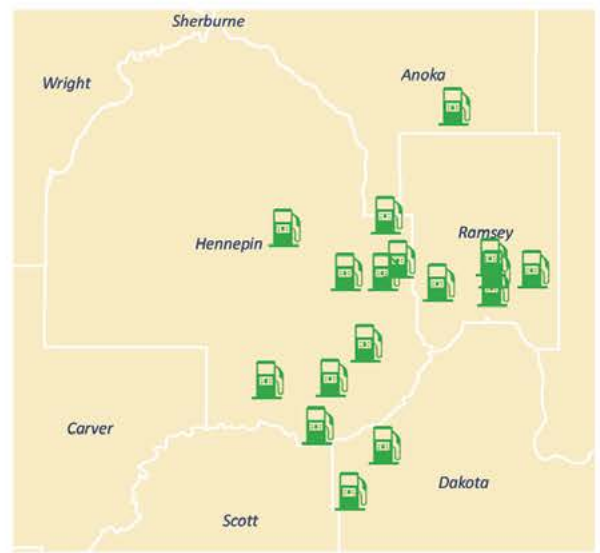 Sherburne
Wright
Anoka
Hennepin
Ramsey
Carver
Scott
Dakota